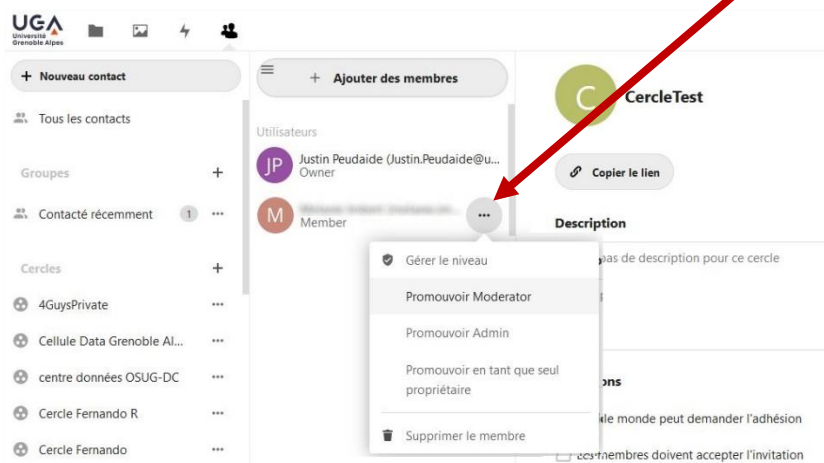 UGA
Université
Grenoble Alpes
+ Nouveau contact
Tous les contacts
Groupes +
Contacté récemment 1 ...
Cercles +
4GuysPrivate ...
Cellule Data Grenoble Al... ...
centre données OSUG-DC ...
Cercle Fernando R ...
Cercle Fernando ...
+ Ajouter des membres
Utilisateurs
JP
Justin Peudaide (Justin.Peudaide@u...
Owner
M
Member
...
Gérer le niveau
Promouvoir Moderator
Promouvoir Admin
Promouvoir en tant que seul
propriétaire
Supprimer le membre
C
CercleTest
Copier le lien
Description
pas de description pour ce cercle
ons
le monde peut demander l'adhésion
Les membres doivent accepter l'invitation